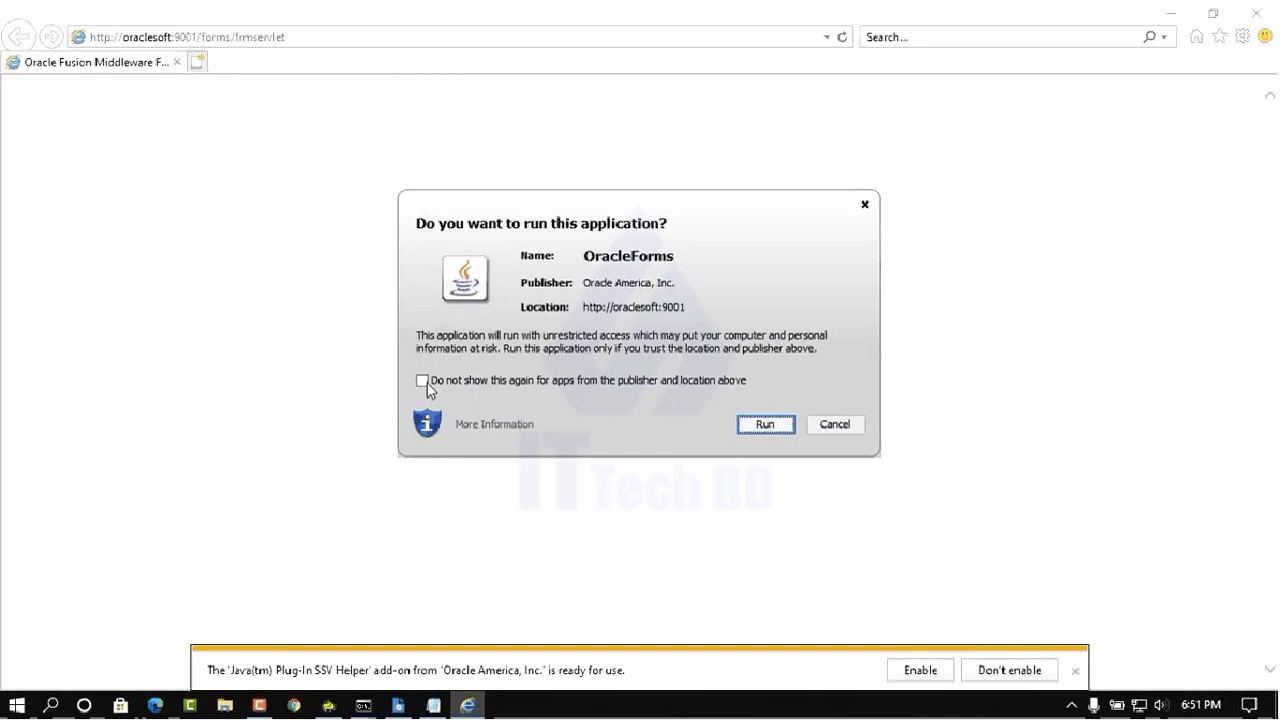 http://oraclesoft:9001/forms/frmservlet
Search...
Oracle Fusion Middleware F...
Do you want to run this application?
Name: OracleForms
Publisher: Oracle America, Inc.
Location: http://oraclesoft:9001
This application will run with unrestricted access which may put your computer and personal
information at risk. Run this application only if you trust the location and publisher above.
Do not show this again for apps from the publisher and location above
More Information
Run
Cancel
IT Tech BD
The 'Java(tm) Plug-In SSV Helper' add-on from 'Oracle America, Inc.' is ready for use.
Enable
Don't enable
6:51 PM